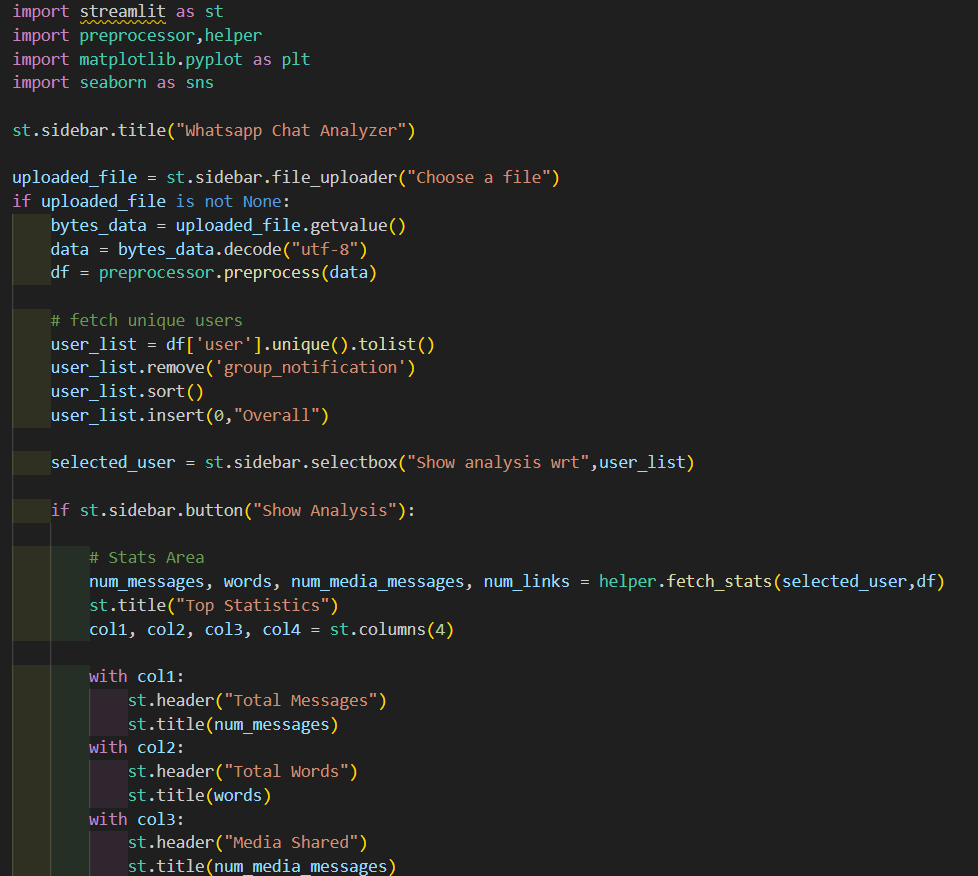 import streamlit as st
import preprocessor,helper
import matplotlib.pyplot as plt
import seaborn as sns
st.sidebar.title("Whatsapp Chat Analyzer")
uploaded_file = st.sidebar.file_uploader("Choose a file")
if uploaded_file is not None:
    bytes_data = uploaded_file.getvalue()
    data = bytes_data.decode("utf-8")
    df = preprocessor.preprocess(data)
    # fetch unique users
    user_list = df['user'].unique().tolist()
    user_list.remove('group_notification')
    user_list.sort()
    user_list.insert(0,"Overall")
    selected_user = st.sidebar.selectbox("Show analysis wrt",user_list)
    if st.sidebar.button("Show Analysis"):
        # Stats Area
        num_messages, words, num_media_messages, num_links = helper.fetch_stats(selected_user,df)
        st.title("Top Statistics")
        col1, col2, col3, col4 = st.columns(4)
        with col1:
            st.header("Total Messages")
            st.title(num_messages)
        with col2:
            st.header("Total Words")
            st.title(words)
        with col3:
            st.header("Media Shared")
            st.title(num_media_messages)